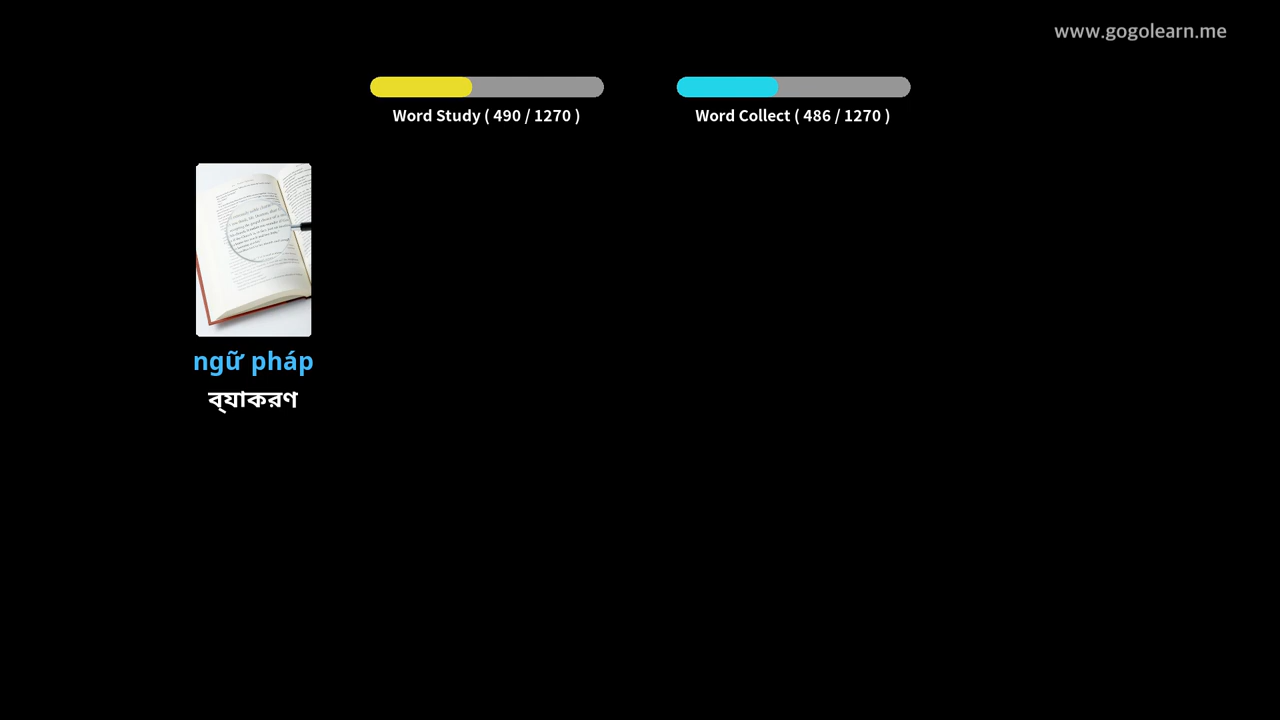 www.gogolearn.me
Word Study ( 490 / 1270 )
Word Collect ( 486 / 1270 )
ngữ pháp
ব্যাকরণ